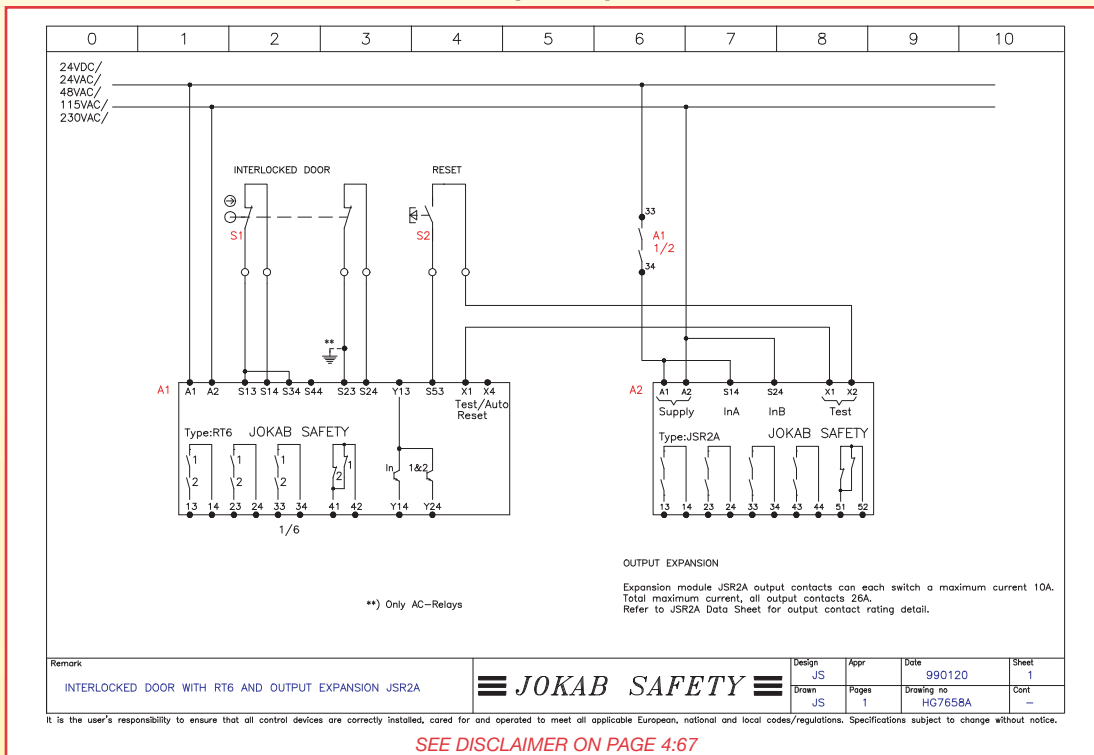 0 1 2 3 4 5 6 7 8 9 10
24VDC/
24VAC/
48VAC/
115VAC/
230VAC/
INTERLOCKED DOOR
RESET
S1
S2
33
A1
1/2
34
**
A1
A1 A2 S13 S14 S34 S44 S23 S24 Y13 S53 X1 X4
Test/Auto
Reset
Type:RT6 JOKAB SAFETY
1 1 1 1
2 2 2 2
In 1&2
13 14 23 24 33 34 41 42 Y14 Y24
1/6
A2
A1 A2 S14 S24 X1 X2
Supply InA InB Test
Type:JSR2A JOKAB SAFETY
13 14 23 24 33 34 43 44 51 52
OUTPUT EXPANSION
Expansion module JSR2A output contacts can each switch a maximum current 10A.
Total maximum current, all output contacts 26A.
Refer to JSR2A Data Sheet for output contact rating detail.
**) Only AC-Relays
Remark
INTERLOCKED DOOR WITH RT6 AND OUTPUT EXPANSION JSR2A
JOKAB SAFETY
Design
JS
Appr
Date
990120
Sheet
1
Drawn
JS
Pages
1
Drawing no
HG7658A
Cont
-
It is the user's responsibility to ensure that all control devices are correctly installed, cared for and operated to meet all applicable European, national and local codes/regulations. Specifications subject to change without notice.
SEE DISCLAIMER ON PAGE 4:67